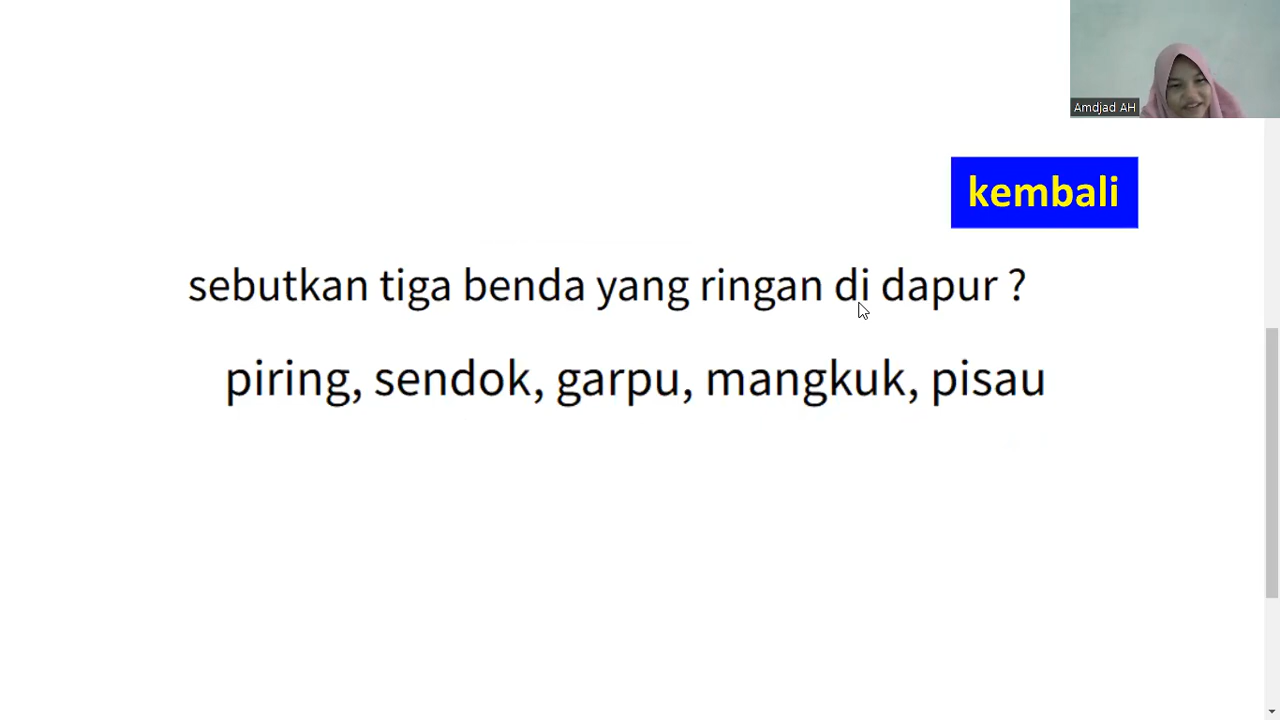 Amdjad AH
kembali
sebutkan tiga benda yang ringan di dapur ?
piring, sendok, garpu, mangkuk, pisau